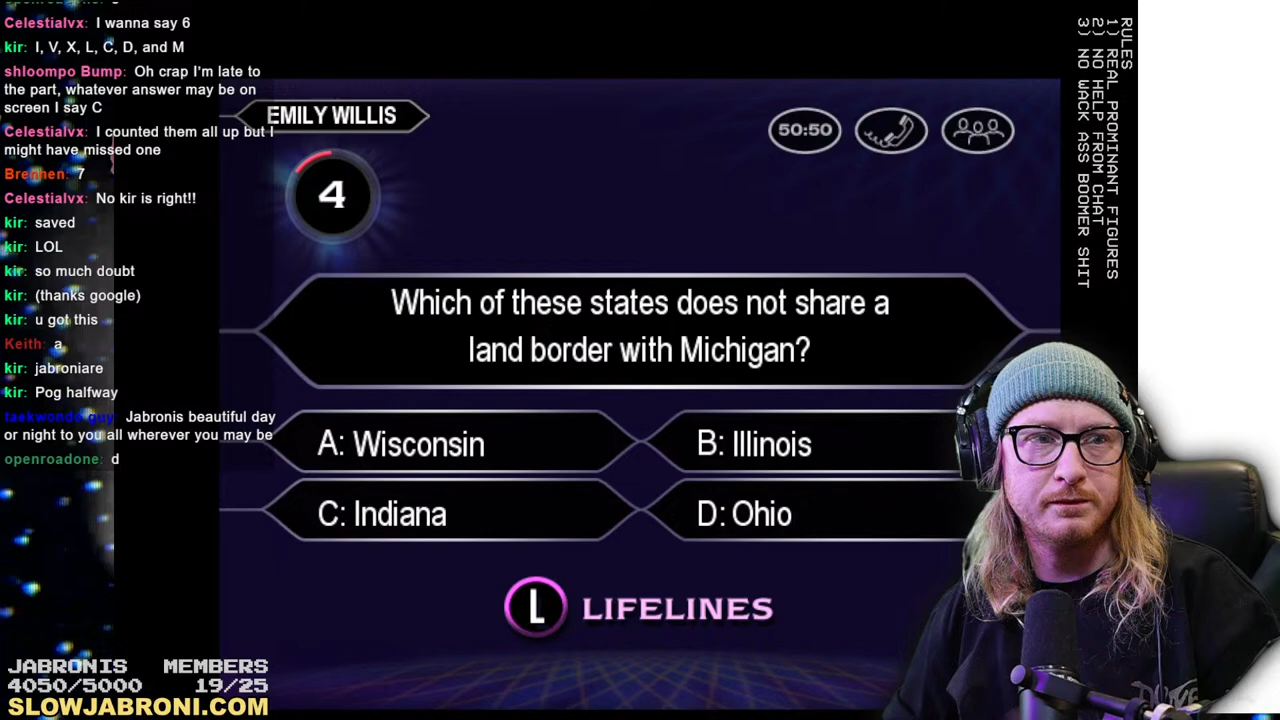 Celestialvx: I wanna say 6
kir: I, V, X, L, C, D, and M
shloompo Bump: Oh crap I'm late to
the part, whatever answer may be on
screen I say C
Celestialvx: I counted them all up but I
might have missed one
Brenhen: 7
Celestialvx: No kir is right!!
kir: saved
kir: LOL
kir: so much doubt
kir: (thanks google)
kir: u got this
Keith: a
kir: jabroniare
kir: Pog halfway
taekwondo guy: Jabronis beautiful day
or night to you all wherever you may be
openroadone: d
EMILY WILLIS
4
50:50
Which of these states does not share a
land border with Michigan?
A: Wisconsin
B: Illinois
C: Indiana
D: Ohio
L LIFELINES
RULES
1) REAL PROMINANT FIGURES
2) NO HELP FROM CHAT
3) NO WACK ASS BOOMER SHIT
JABRONIS MEMBERS
4050/5000 19/25
SLOWJABRONI.COM